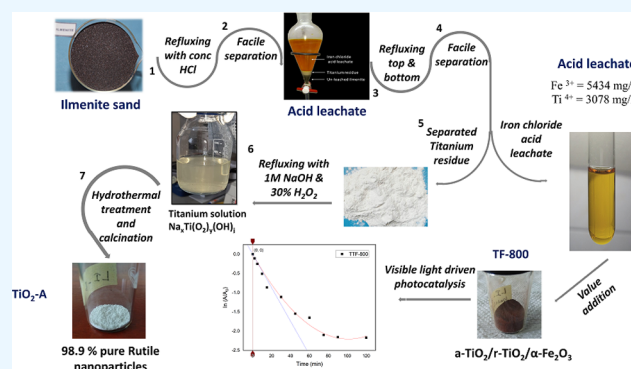 2
Refluxing
with conc
HCl
Facile
separation
1
Ilmenite sand
Iron chloride
acid leachate
Titanium residue
Un-leached ilmenite
Acid leachate
Refluxing
top &
bottom
3
4
Facile
separation
Acid leachate
Fe 3+ = 5434 mg/
Ti 4+ = 3078 mg/
5
Separated
Titanium
residue
Iron chloride
acid
leachate
6
Refluxing with
1M NaOH &
30% H₂O₂
Titanium solution
NaₓTi(O₂)ᵧ(OH)ᵢ
7
Hydrothermal
treatment
and
calcination
TiO₂-A
98.9 % pure Rutile
nanoparticles
(0, 0)
TTF-800
ln (A/A₀)
0.0
-0.5
-1.0
-1.5
-2.0
-2.5
0 20 40 60 80 100 120
Time (min)
Visible light driven
photocatalysis
TF-800
Value
addition
a-TiO₂/r-TiO₂/α-Fe₂O₃